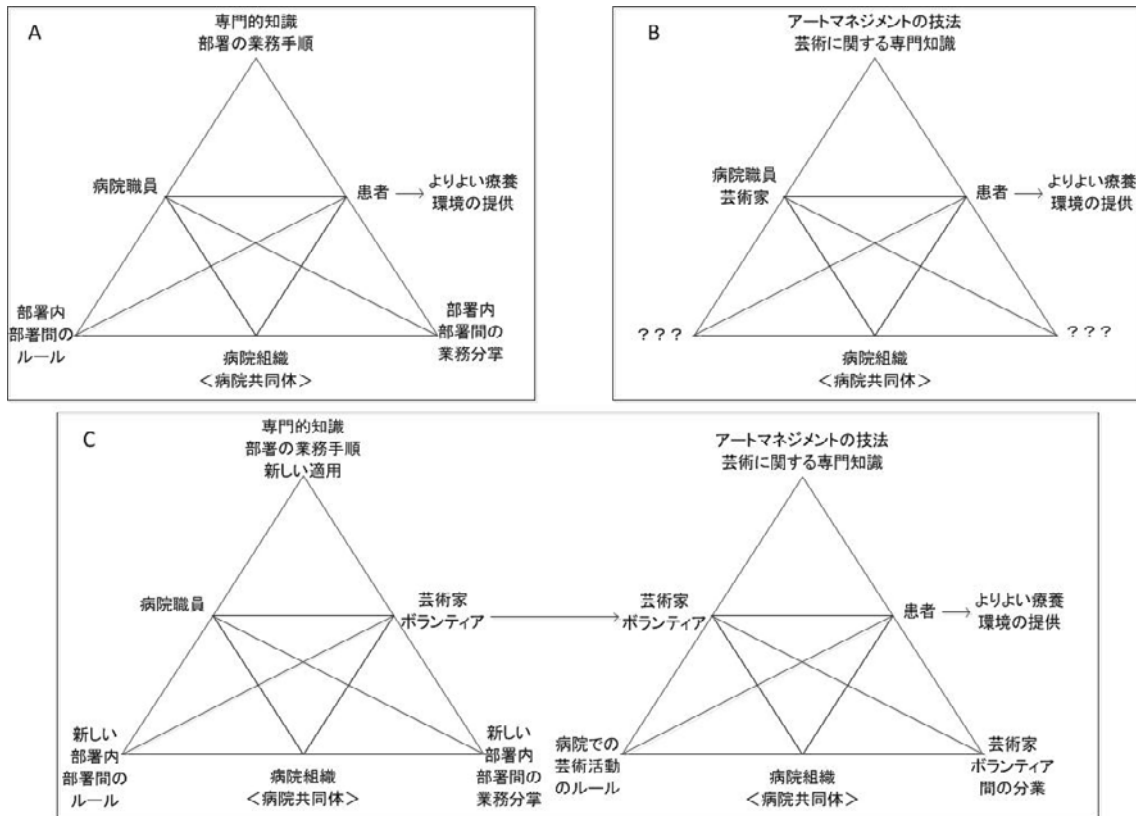 A
専門的知識
部署の業務手順
病院職員
患者
よりよい療養
環境の提供
部署内
部署間の
ルール
病院組織
＜病院共同体＞
部署内
部署間の
業務分掌
B
アートマネジメントの技法
芸術に関する専門知識
病院職員
芸術家
患者
よりよい療養
環境の提供
？？？
病院組織
＜病院共同体＞
？？？
C
専門的知識
部署の業務手順
新しい適用
病院職員
芸術家
ボランティア
新しい
部署内
部署間の
ルール
病院組織
＜病院共同体＞
新しい
部署内
部署間の
業務分掌
アートマネジメントの技法
芸術に関する専門知識
芸術家
ボランティア
患者
よりよい療養
環境の提供
病院での
芸術活動
のルール
病院組織
＜病院共同体＞
芸術家
ボランティア
間の分業